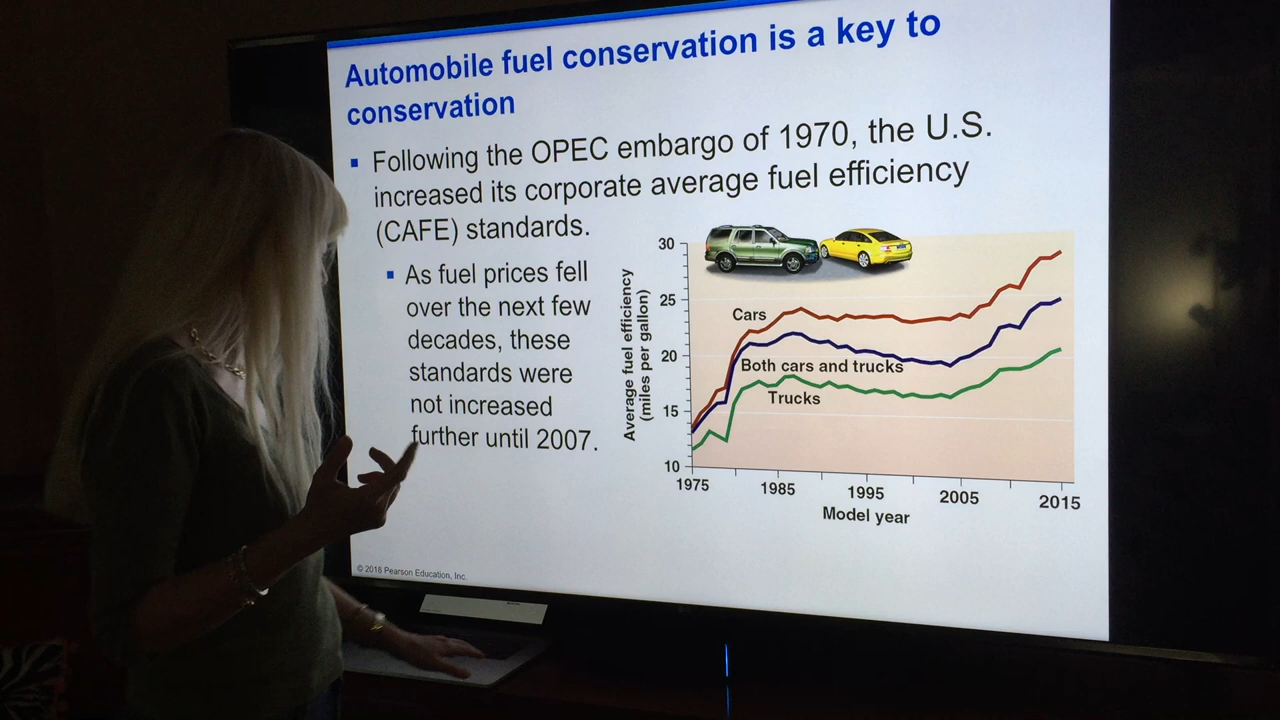 Automobile fuel conservation is a key to
conservation
▪ Following the OPEC embargo of 1970, the U.S.
increased its corporate average fuel efficiency
(CAFE) standards.
▪ As fuel prices fell
over the next few
decades, these
standards were
not increased
further until 2007.
Average fuel efficiency
(miles per gallon)
30
25
20
15
10
Cars
Both cars and trucks
Trucks
1975 1985 1995 2005 2015
Model year
© 2018 Pearson Education, Inc.